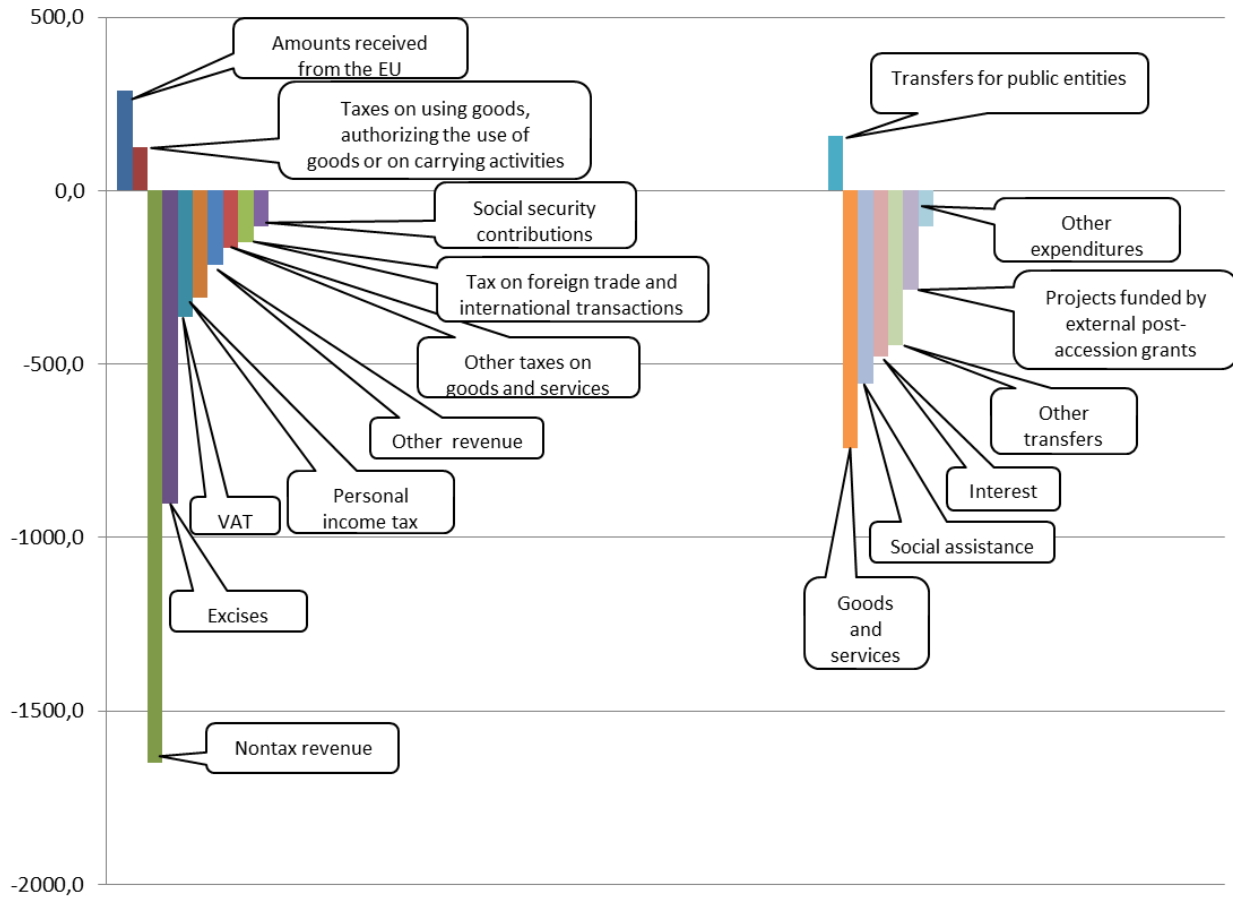 500,0
0,0
-500,0
-1000,0
-1500,0
-2000,0
Amounts received
from the EU
Taxes on using goods,
authorizing the use of
goods or on carrying activities
Social security
contributions
Tax on foreign trade and
international transactions
Other taxes on
goods and services
Other revenue
Personal
income tax
VAT
Excises
Nontax revenue
Transfers for public entities
Other
expenditures
Projects funded by
external post-
accession grants
Other
transfers
Interest
Social assistance
Goods
and
services